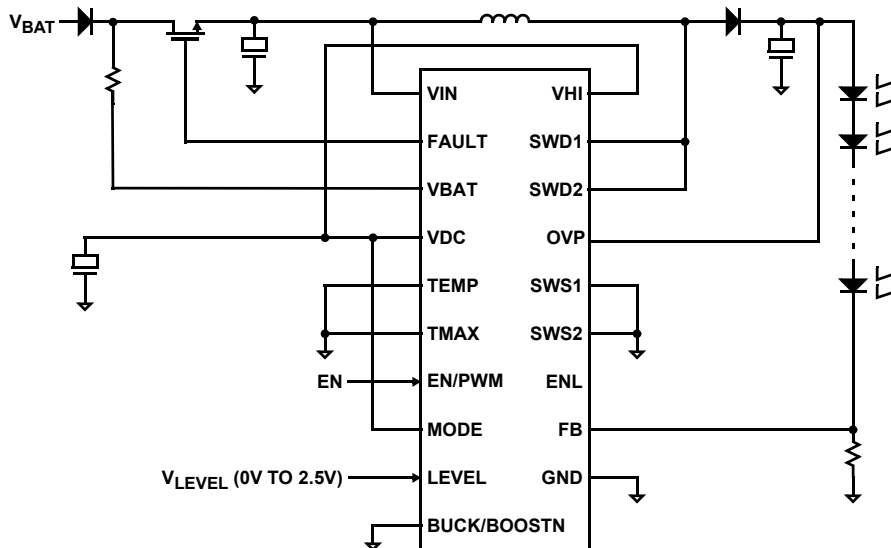 VBAT
VIN
VHI
FAULT
SWD1
VBAT
SWD2
VDC
OVP
TEMP
SWS1
TMAX
SWS2
EN
EN/PWM
ENL
MODE
FB
VLEVEL (0V TO 2.5V)
LEVEL
GND
BUCK/BOOSTN